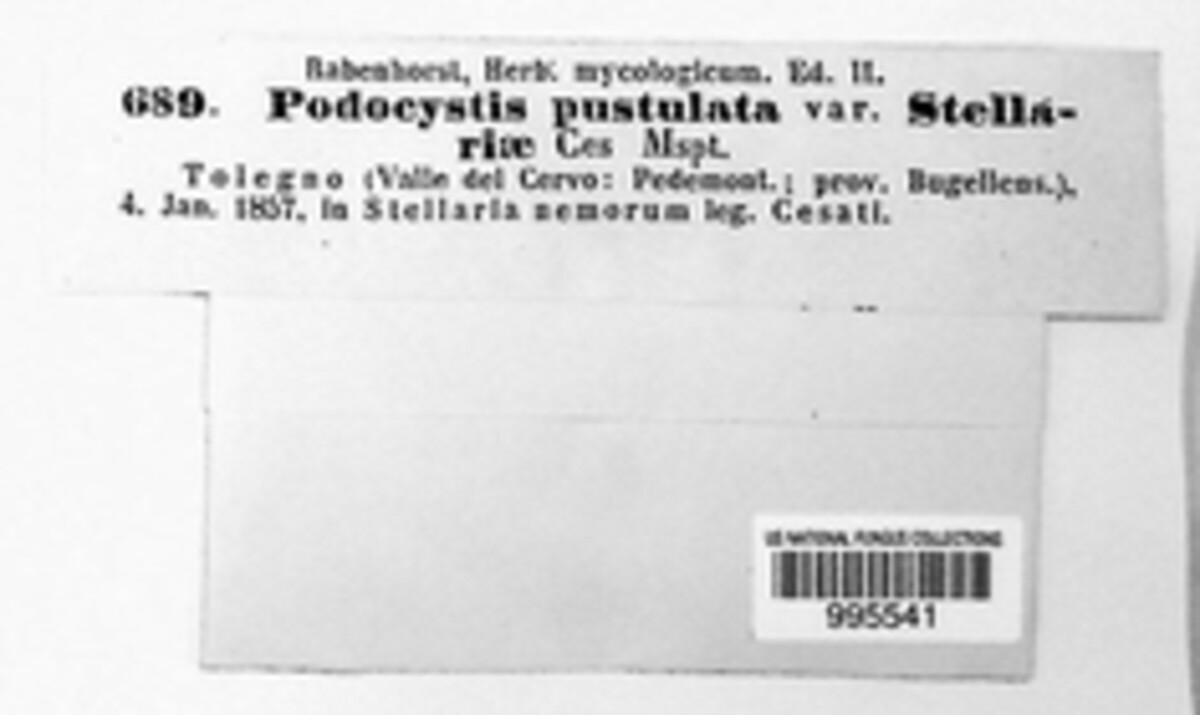 Rabenhorst, Herb. mycologicum. Ed. II.
689. Podocystis pustulata var. Stella-
riæ Ces Mspt.
Tolegno (Valle del Cervo: Pedemont.; prov. Bugellens.),
4. Jan. 1857, in Stellaria nemorum leg. Cesati.
US NATIONAL FUNGUS COLLECTIONS
995541